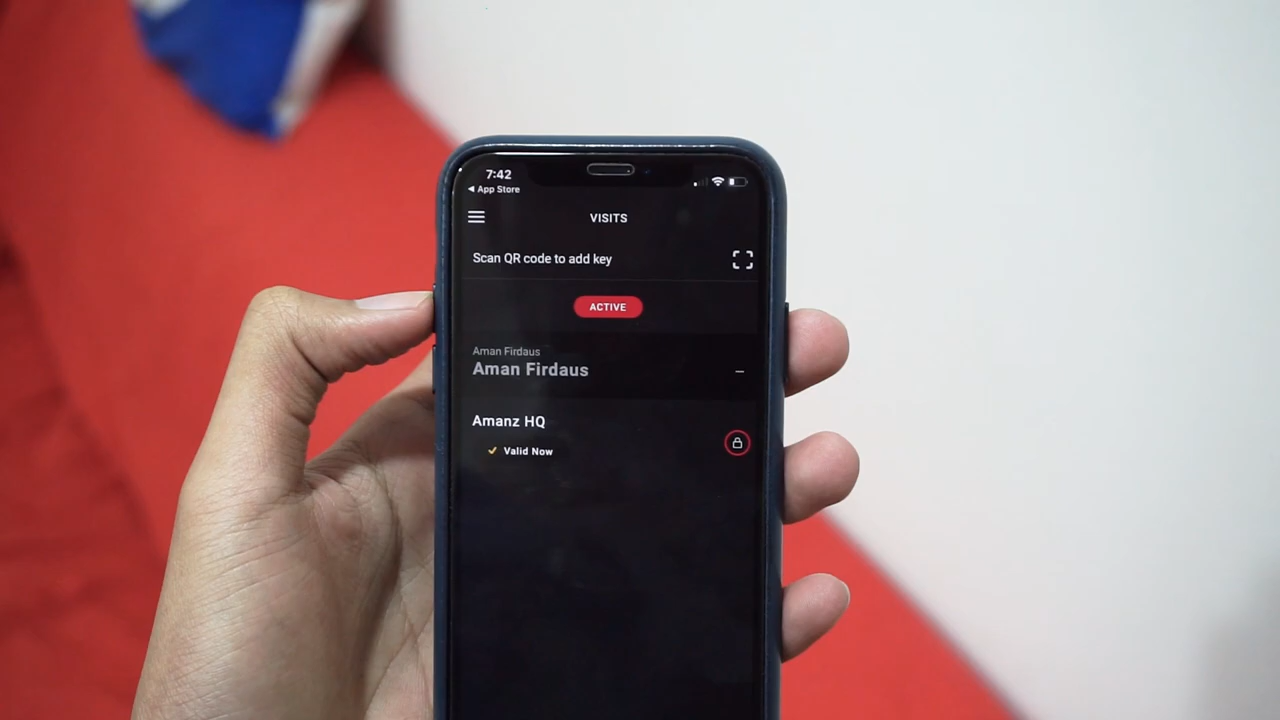 7:42
◀ App Store
VISITS
Scan QR code to add key
ACTIVE
Aman Firdaus
Aman Firdaus
Amanz HQ
Valid Now